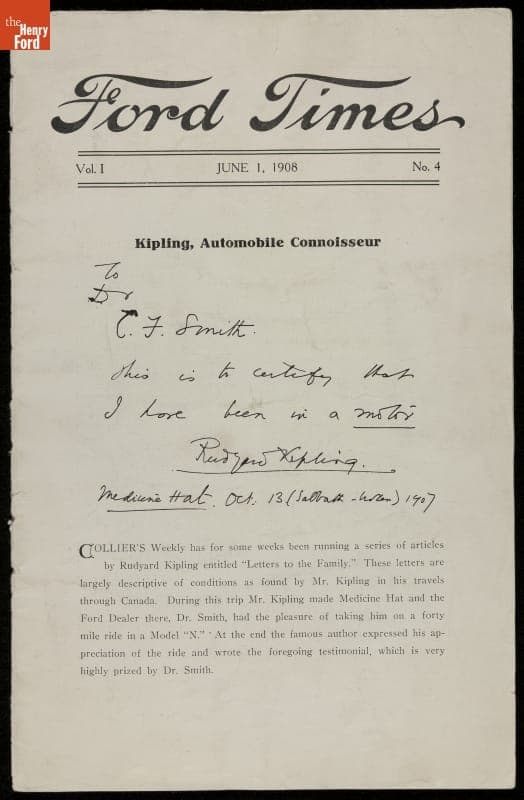 the
Henry
Ford
Ford Times
Vol. I JUNE 1, 1908 No. 4
Kipling, Automobile Connoisseur
To
Dr
C. F. Smith.
this is to certify that
I have been in a motor
Rudyard Kipling.
Medicine Hat. Oct. 13 (Sabbath - ) 1907
COLLIER'S Weekly has for some weeks been running a series of articles
by Rudyard Kipling entitled "Letters to the Family." These letters are
largely descriptive of conditions as found by Mr. Kipling in his travels
through Canada. During this trip Mr. Kipling made Medicine Hat and the
Ford Dealer there, Dr. Smith, had the pleasure of taking him on a forty
mile ride in a Model "N." At the end the famous author expressed his ap-
preciation of the ride and wrote the foregoing testimonial, which is very
highly prized by Dr. Smith.